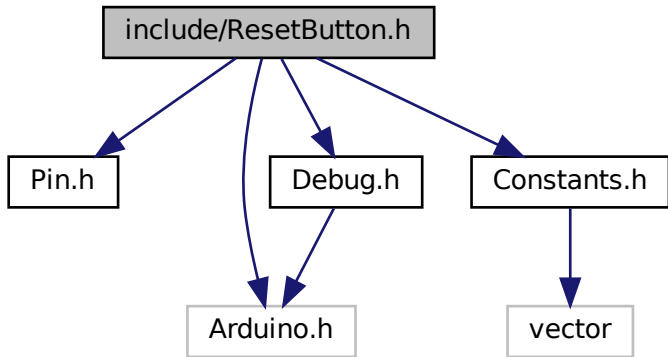 include/ResetButton.h
Pin.h
Debug.h
Constants.h
Arduino.h
vector